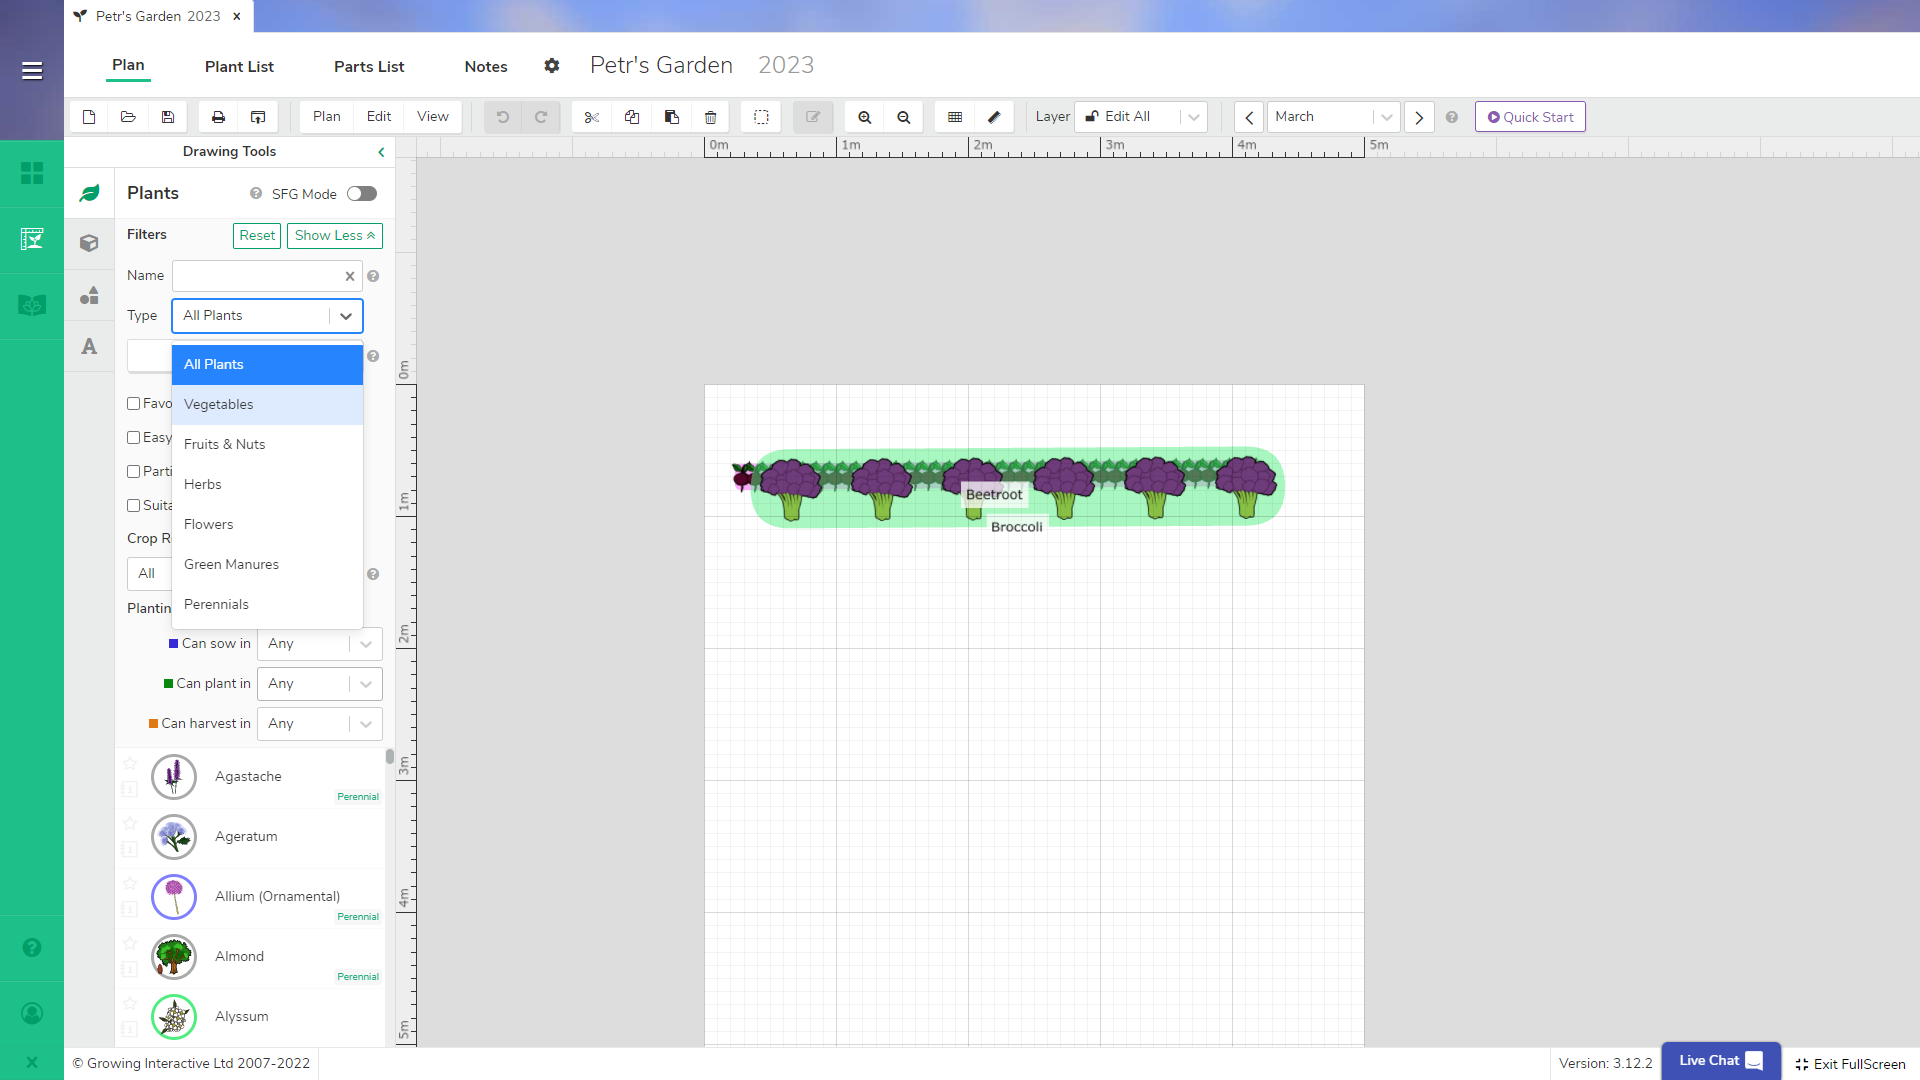 Petr's Garden 2023 ×
Plan
Plant List
Parts List
Notes
Petr's Garden 2023
Plan
Edit
View
Layer
Edit All
March
?
Quick Start
Drawing Tools
Plants
?
SFG Mode
Filters
Reset
Show Less
Name
x
?
Type
All Plants
?
All Plants
Vegetables
Fruits & Nuts
Herbs
Flowers
Green Manures
Perennials
Favo
Easy
Parti
Suita
Crop R
All
?
Plantin
Can sow in
Any
Can plant in
Any
Can harvest in
Any
Agastache
Perennial
Ageratum
Allium (Ornamental)
Perennial
Almond
Perennial
Alyssum
A
0m
1m
2m
3m
4m
5m
0m
1m
2m
3m
4m
5m
Beetroot
Broccoli
© Growing Interactive Ltd 2007-2022
Version: 3.12.2
Live Chat
Exit FullScreen